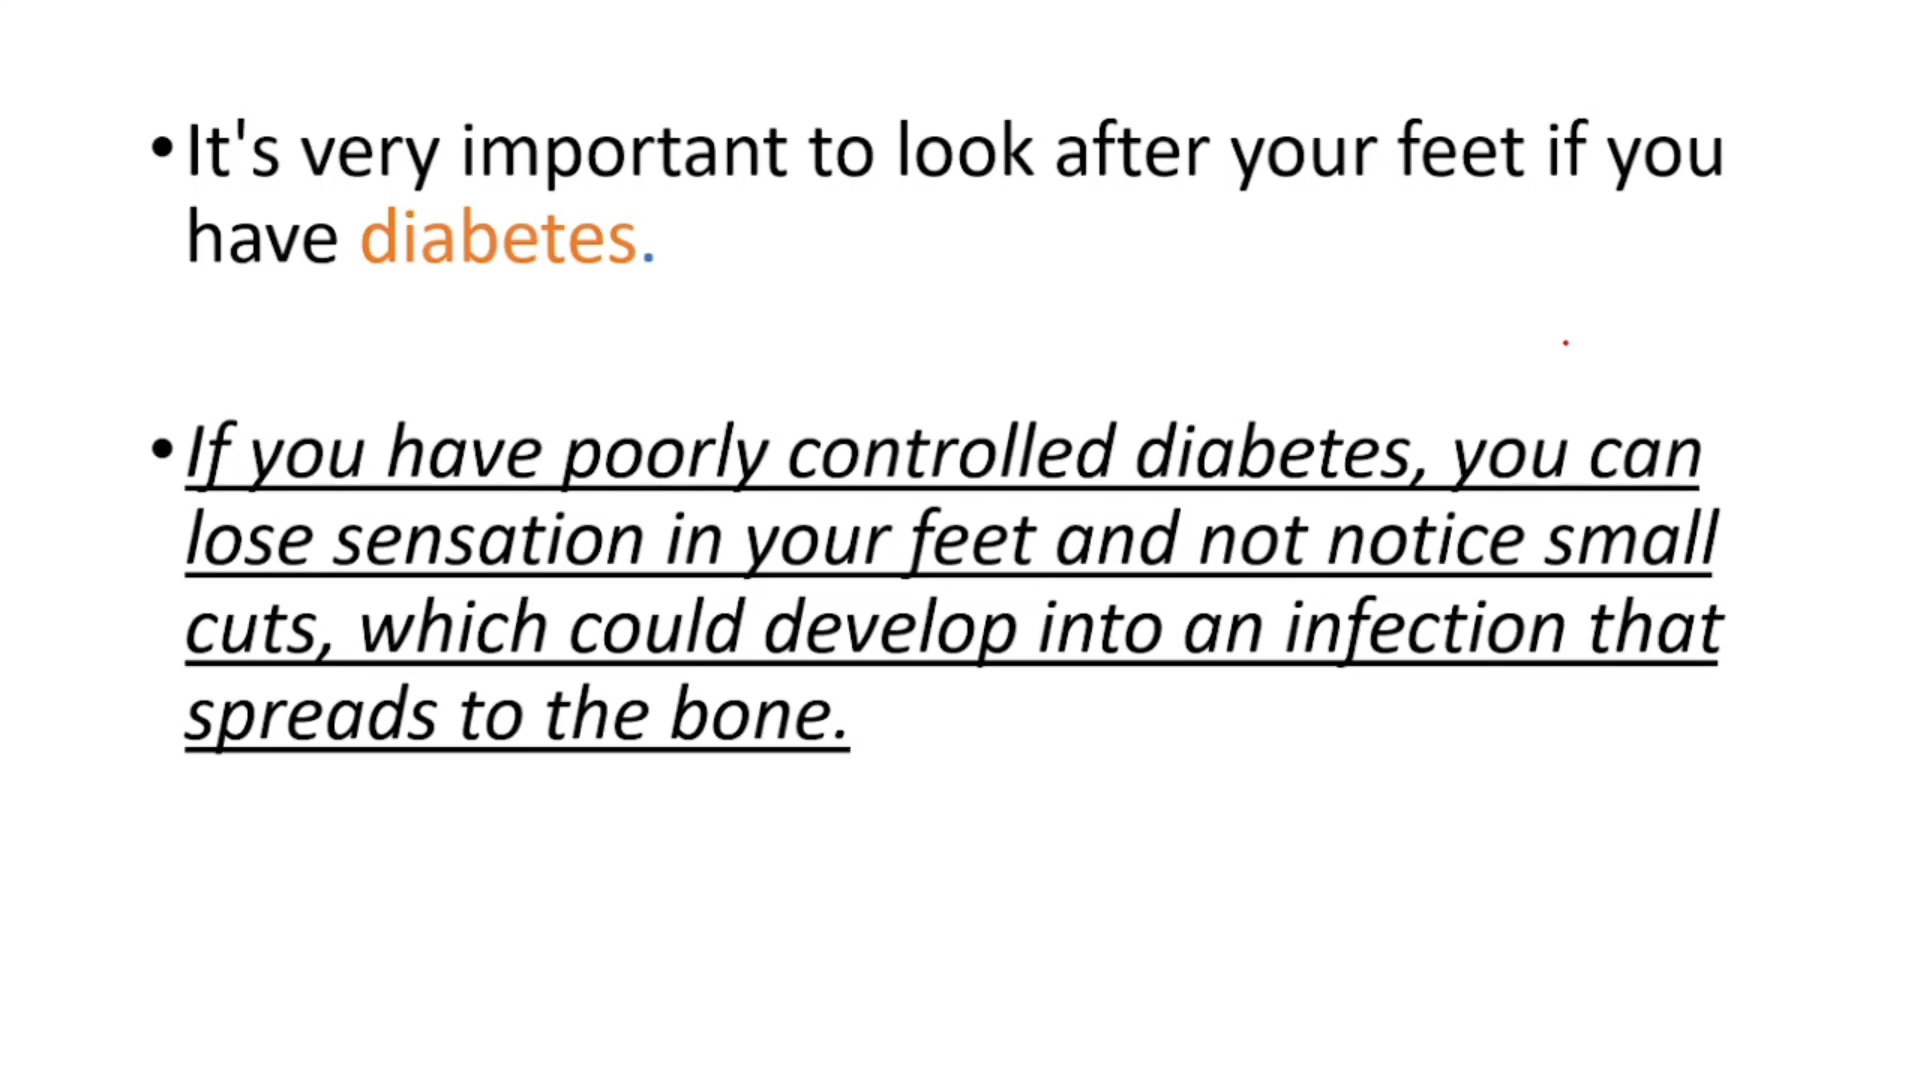 •It's very important to look after your feet if you
have diabetes.
•If you have poorly controlled diabetes, you can
lose sensation in your feet and not notice small
cuts, which could develop into an infection that
spreads to the bone.